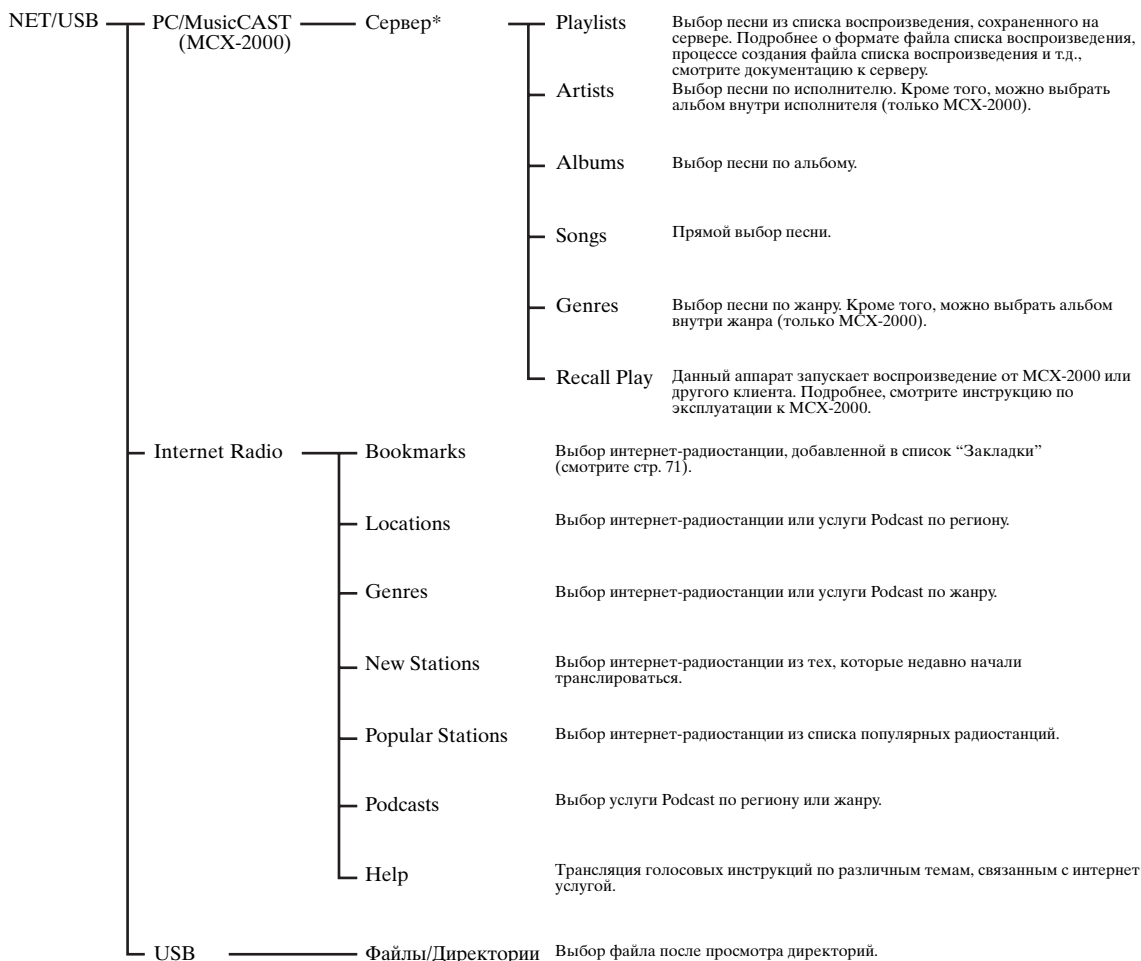 NET/USB
PC/MusicCAST
(MCX-2000)
Сервер*
Playlists
Выбор песни из списка воспроизведения, сохраненного на
сервере. Подробнее о формате файла списка воспроизведения,
процессе создания файла списка воспроизведения и т.д.,
смотрите документацию к серверу.
Artists
Выбор песни по исполнителю. Кроме того, можно выбрать
альбом внутри исполнителя (только MCX-2000).
Albums
Выбор песни по альбому.
Songs
Прямой выбор песни.
Genres
Выбор песни по жанру. Кроме того, можно выбрать альбом
внутри жанра (только MCX-2000).
Recall Play
Данный аппарат запускает воспроизведение от MCX-2000 или
другого клиента. Подробнее, смотрите инструкцию по
эксплуатации к MCX-2000.
Internet Radio
Bookmarks
Выбор интернет-радиостанции, добавленной в список “Закладки”
(смотрите стр. 71).
Locations
Выбор интернет-радиостанции или услуги Podcast по региону.
Genres
Выбор интернет-радиостанции или услуги Podcast по жанру.
New Stations
Выбор интернет-радиостанции из тех, которые недавно начали
транслироваться.
Popular Stations
Выбор интернет-радиостанции из списка популярных радиостанций.
Podcasts
Выбор услуги Podcast по региону или жанру.
Help
Трансляция голосовых инструкций по различным темам, связанным с интернет
услугой.
USB
Файлы/Директории
Выбор файла после просмотра директорий.